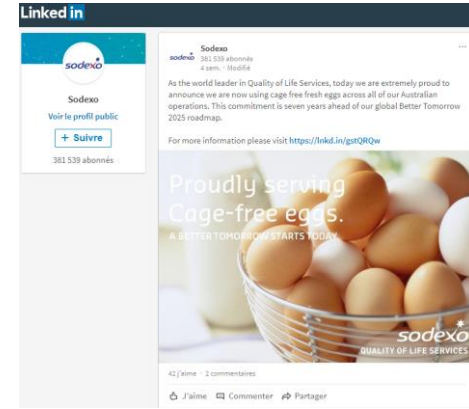 Linked in
sodexo
Sodexo
Voir le profil public
+ Suivre
381 539 abonnés
sodexo
Sodexo
381 539 abonnés
4 sem. · Modifié
As the world leader in Quality of Life Services, today we are extremely proud to
announce we are now using cage free fresh eggs across all of our Australian
operations. This commitment is seven years ahead of our global Better Tomorrow
2025 roadmap.
For more information please visit https://lnkd.in/gstQRQw
Proudly serving
Cage-free eggs.
A BETTER TOMORROW STARTS TODAY
sodexo
QUALITY OF LIFE SERVICES
42 j'aime · 2 commentaires
J'aime Commenter Partager